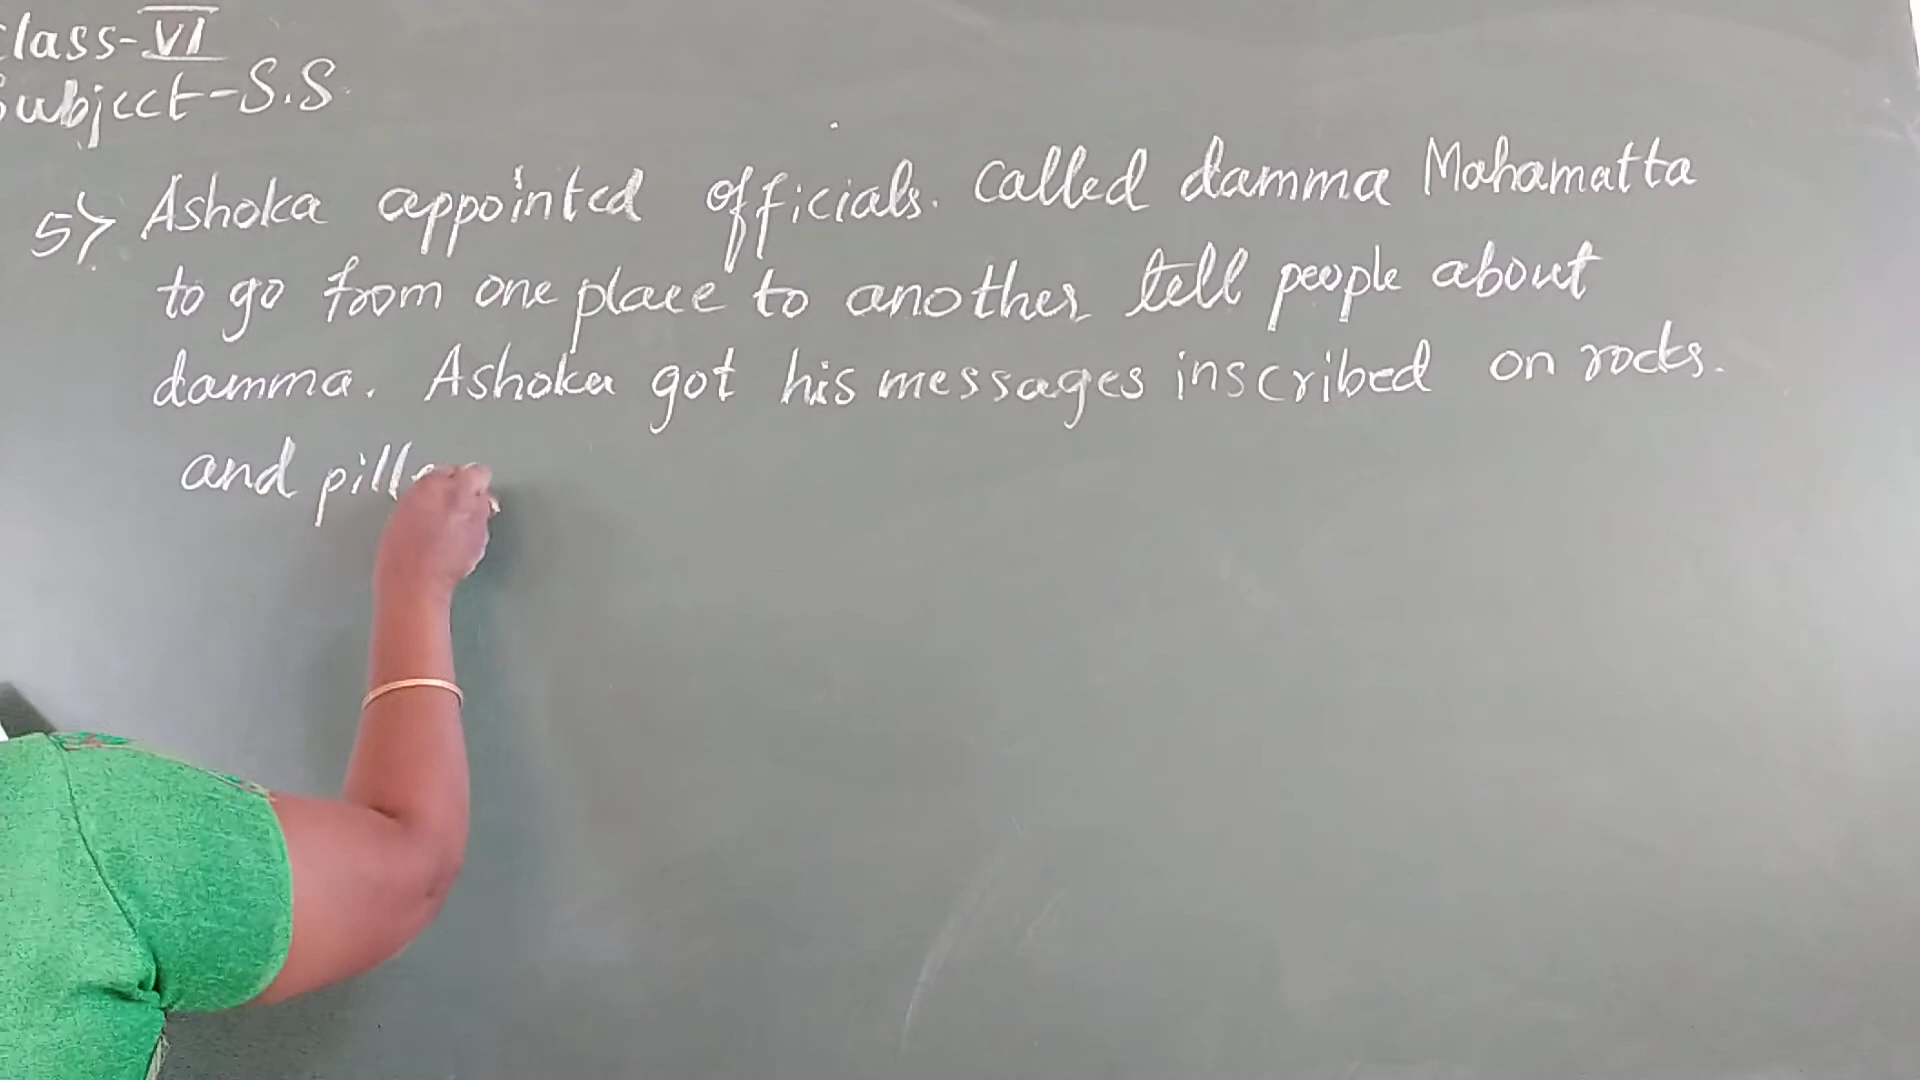 class-VI
Subject-S.S
5> Ashoka appointed officials. called damma Mahamatta
to go from one place to another tell people about
damma. Ashoka got his messages inscribed on rocks.
and pilla